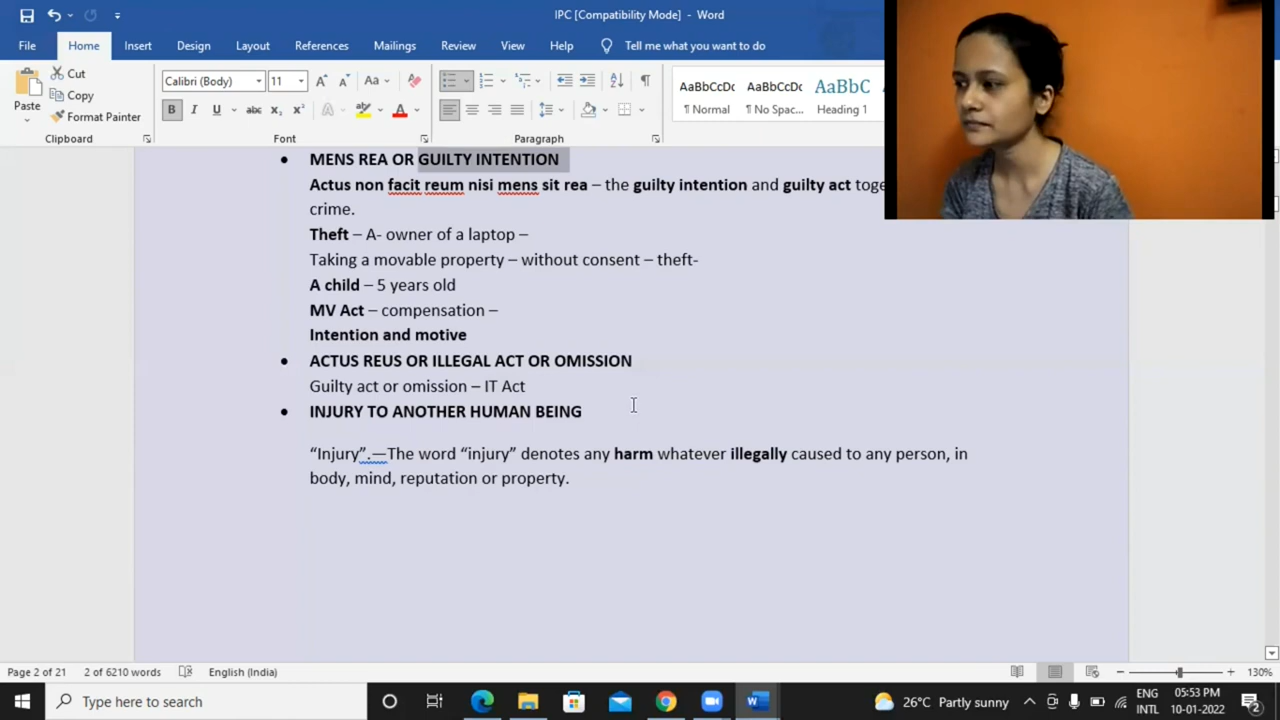 IPC [Compatibility Mode] - Word
File Home Insert Design Layout References Mailings Review View Help Tell me what you want to do
Paste
Cut
Copy
Format Painter
Clipboard
Calibri (Body) 11
Font
Paragraph
AaBbCcDc AaBbCcDc AaBbC
¶ Normal ¶ No Spac... Heading 1
• MENS REA OR GUILTY INTENTION
Actus non facit reum nisi mens sit rea – the guilty intention and guilty act
crime.
Theft – A- owner of a laptop –
Taking a movable property – without consent – theft-
A child – 5 years old
MV Act – compensation –
Intention and motive
• ACTUS REUS OR ILLEGAL ACT OR OMISSION
Guilty act or omission – IT Act
• INJURY TO ANOTHER HUMAN BEING
“Injury”.—The word “injury” denotes any harm whatever illegally caused to any person, in
body, mind, reputation or property.
Page 2 of 21 2 of 6210 words English (India) 130%
Type here to search
26°C Partly sunny
ENG
INTL
05:53 PM
10-01-2022
2